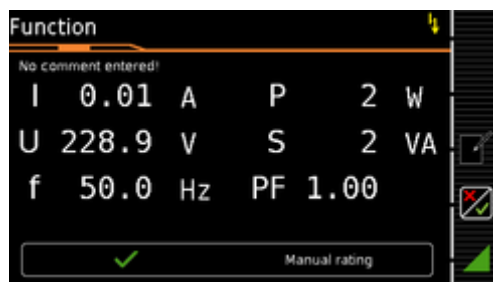 Function
No comment entered!
I 0.01 A P 2 W
U 228.9 V S 2 VA
f 50.0 Hz PF 1.00
Manual rating